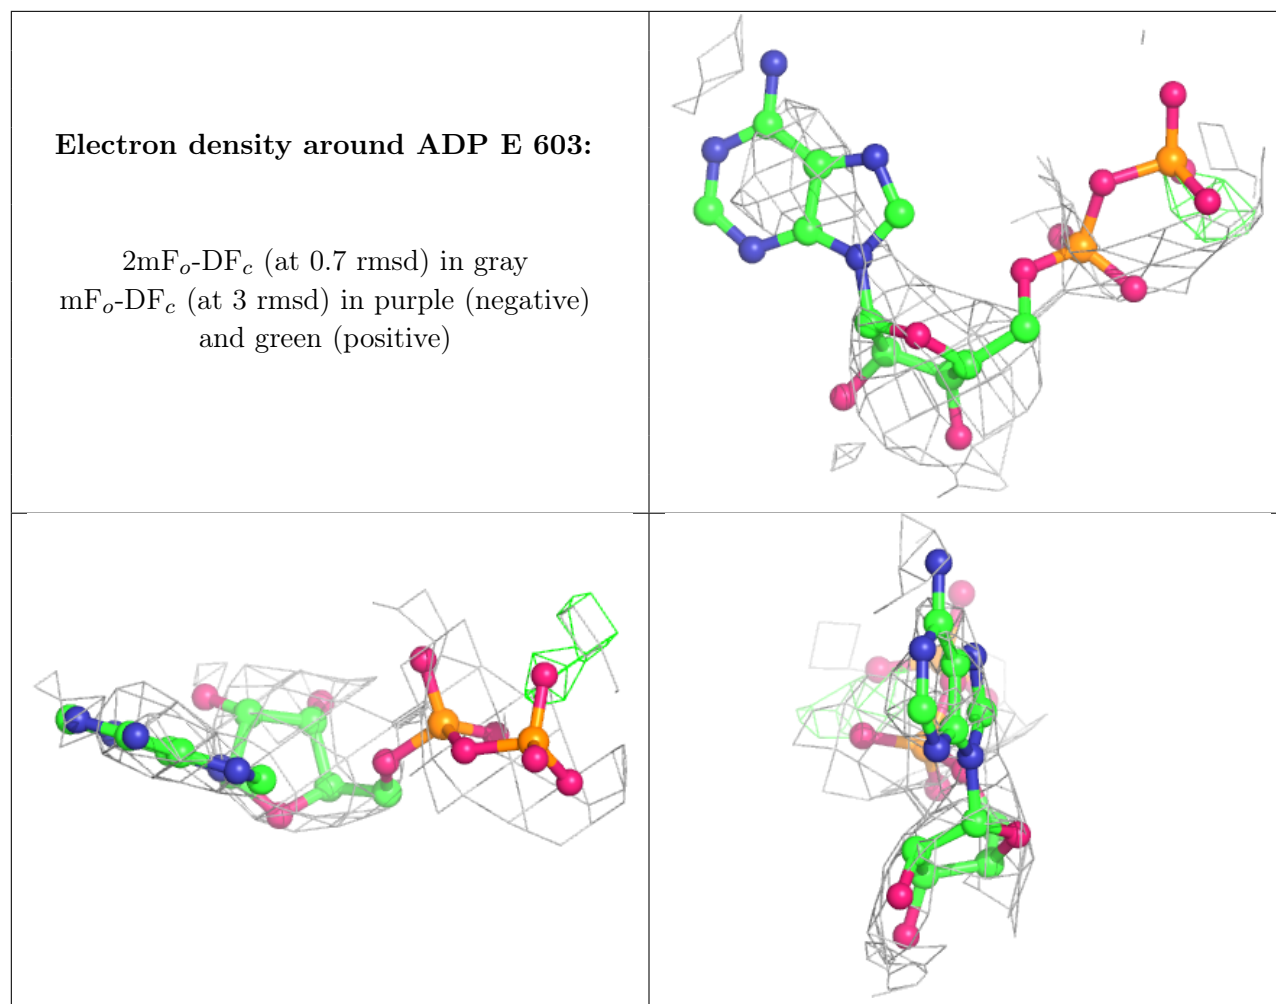 Electron density around ADP E 603:
2mFo-DFc (at 0.7 rmsd) in gray
mFo-DFc (at 3 rmsd) in purple (negative)
and green (positive)